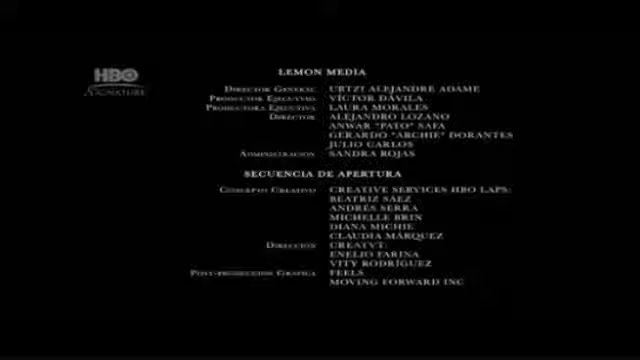 HBO
SIGNATURE
LEMON MEDIA
DIRECTOR GENERAL URTZI ALEJANDRE ADAME
PRODUCTOR EJECUTIVO VÍCTOR DÁVILA
PRODUCTORA EJECUTIVA LAURA MORALES
DIRECTOR ALEJANDRO LOZANO
ANWAR "PATO" SAFA
GERARDO "ARCHIE" DORANTES
JULIO CARLOS
ADMINISTRACIÓN SANDRA ROJAS
SECUENCIA DE APERTURA
CONCEPTO CREATIVO CREATIVE SERVICES HBO LAPS:
BEATRIZ SÁEZ
ANDRÉS SERRA
MICHELLE BRIN
DIANA MICHIE
CLAUDIA MÁRQUEZ
DIRECCIÓN CREATVT:
ENELIO FARINA
VITY RODRÍGUEZ
POST-PRODUCCIÓN GRÁFICA FEELS
MOVING FORWARD INC